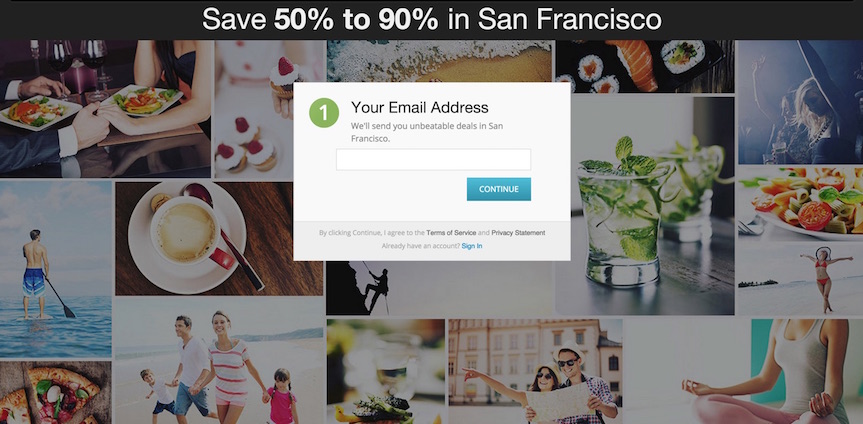 Save 50% to 90% in San Francisco
1
Your Email Address
We'll send you unbeatable deals in San
Francisco.
CONTINUE
By clicking Continue, I agree to the Terms of Service and Privacy Statement
Already have an account? Sign In